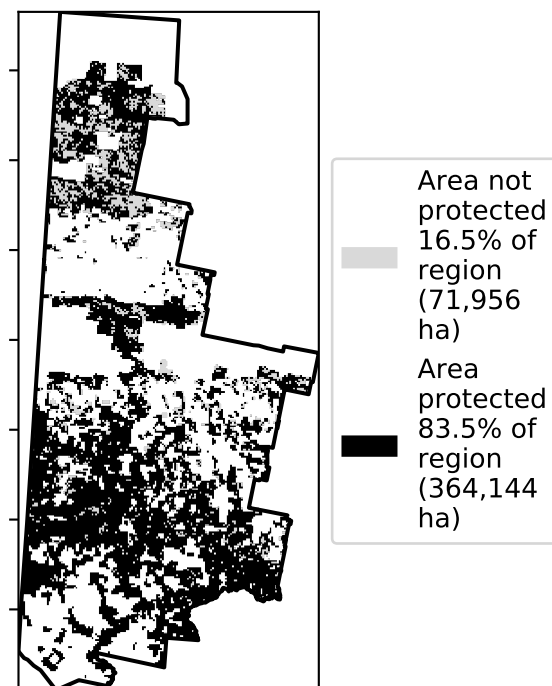 Area not
protected
16.5% of
region
(71,956
ha)
Area
protected
83.5% of
region
(364,144
ha)